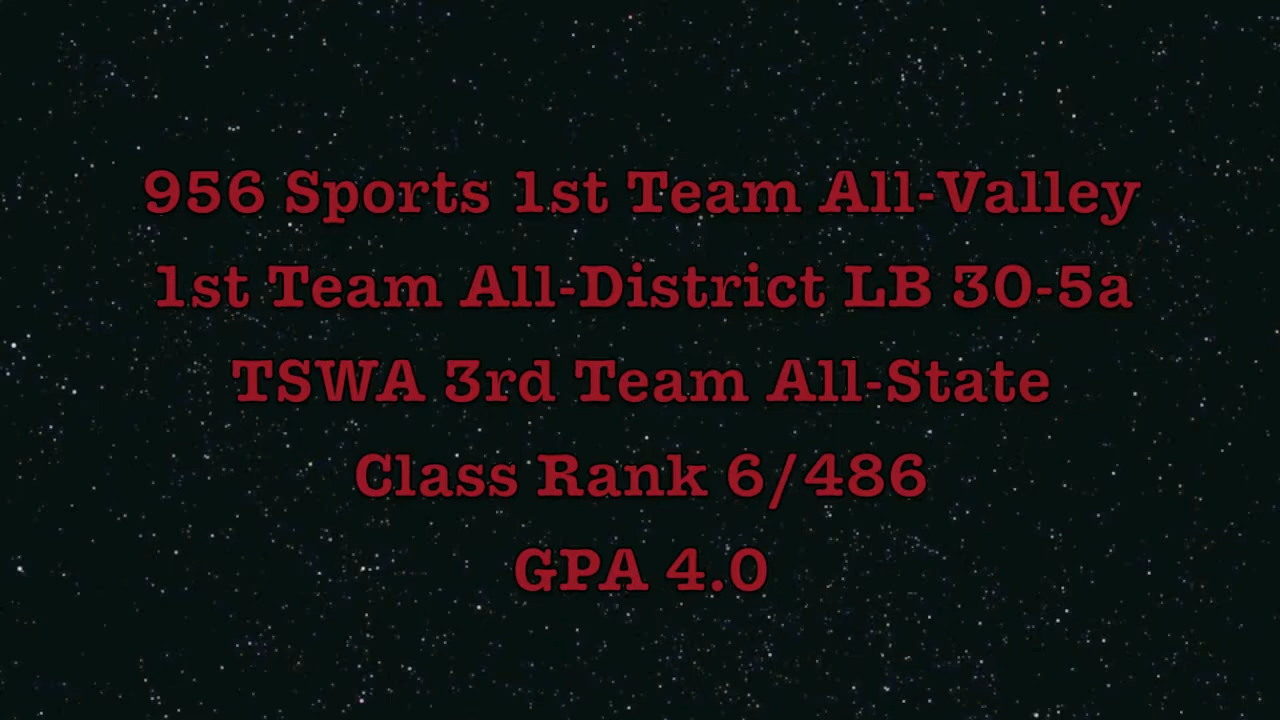 956 Sports 1st Team All-Valley
1st Team All-District LB 30-5a
TSWA 3rd Team All-State
Class Rank 6/486
GPA 4.0